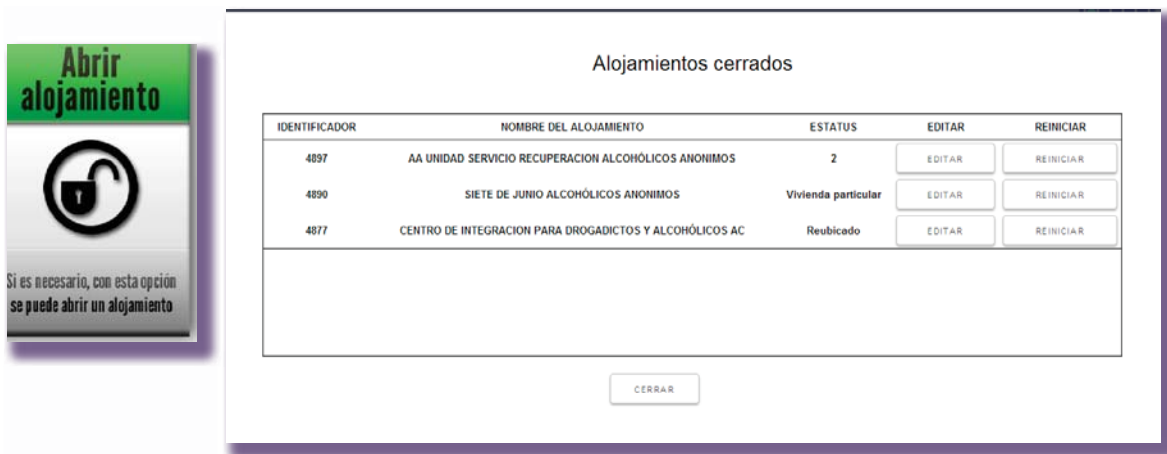 Abrir
alojamiento
Si es necesario, con esta opción
se puede abrir un alojamiento
Alojamientos cerrados
IDENTIFICADOR NOMBRE DEL ALOJAMIENTO ESTATUS EDITAR REINICIAR
4897 AA UNIDAD SERVICIO RECUPERACION ALCOHÓLICOS ANONIMOS 2 EDITAR REINICIAR
4890 SIETE DE JUNIO ALCOHÓLICOS ANONIMOS Vivienda particular EDITAR REINICIAR
4877 CENTRO DE INTEGRACION PARA DROGADICTOS Y ALCOHÓLICOS AC Reubicado EDITAR REINICIAR
CERRAR